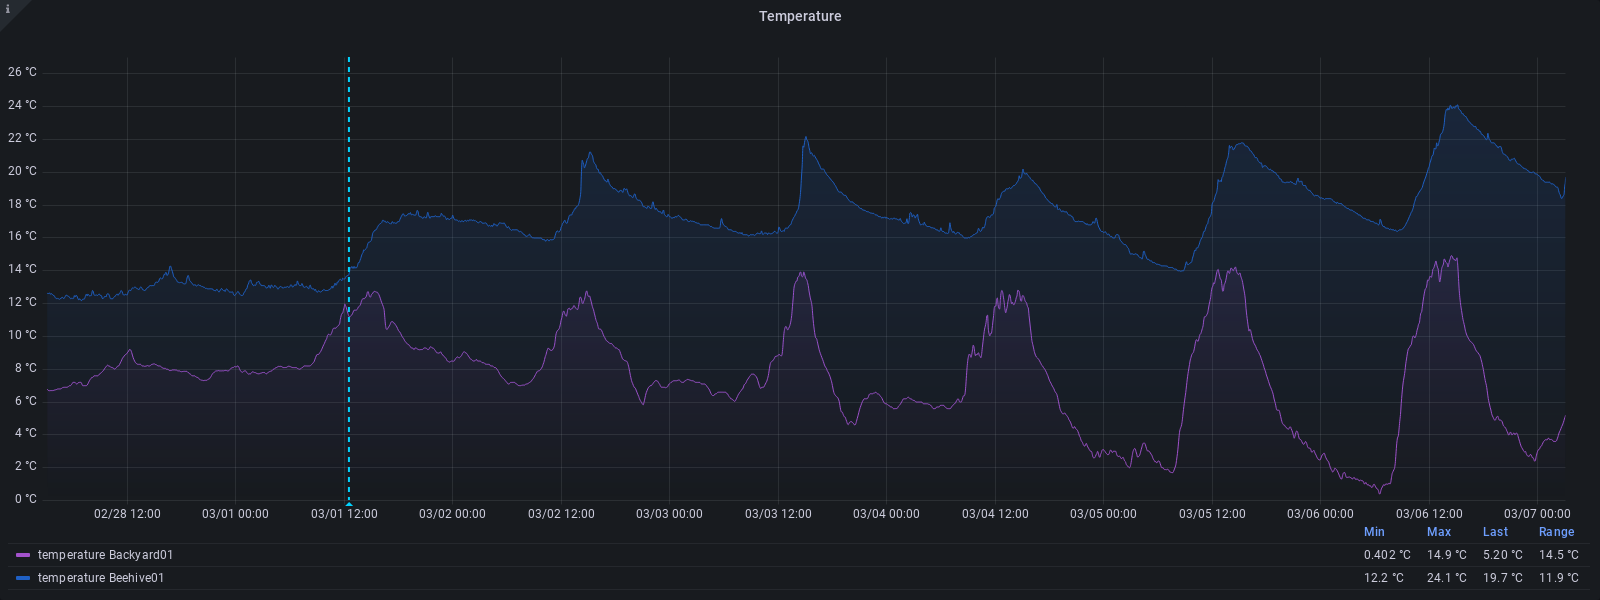 i
Temperature
26 °C
24 °C
22 °C
20 °C
18 °C
16 °C
14 °C
12 °C
10 °C
8 °C
6 °C
4 °C
2 °C
0 °C
02/28 12:00 03/01 00:00 03/01 12:00 03/02 00:00 03/02 12:00 03/03 00:00 03/03 12:00 03/04 00:00 03/04 12:00 03/05 00:00 03/05 12:00 03/06 00:00 03/06 12:00 03/07 00:00
Min Max Last Range
temperature Backyard01 0.402 °C 14.9 °C 5.20 °C 14.5 °C
temperature Beehive01 12.2 °C 24.1 °C 19.7 °C 11.9 °C